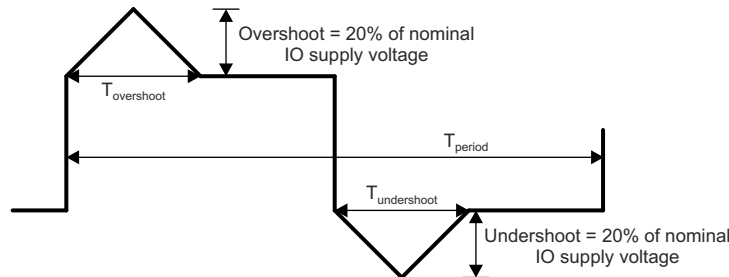 Overshoot = 20% of nominal
IO supply voltage
Tovershoot
Tperiod
Tundershoot
Undershoot = 20% of nominal
IO supply voltage